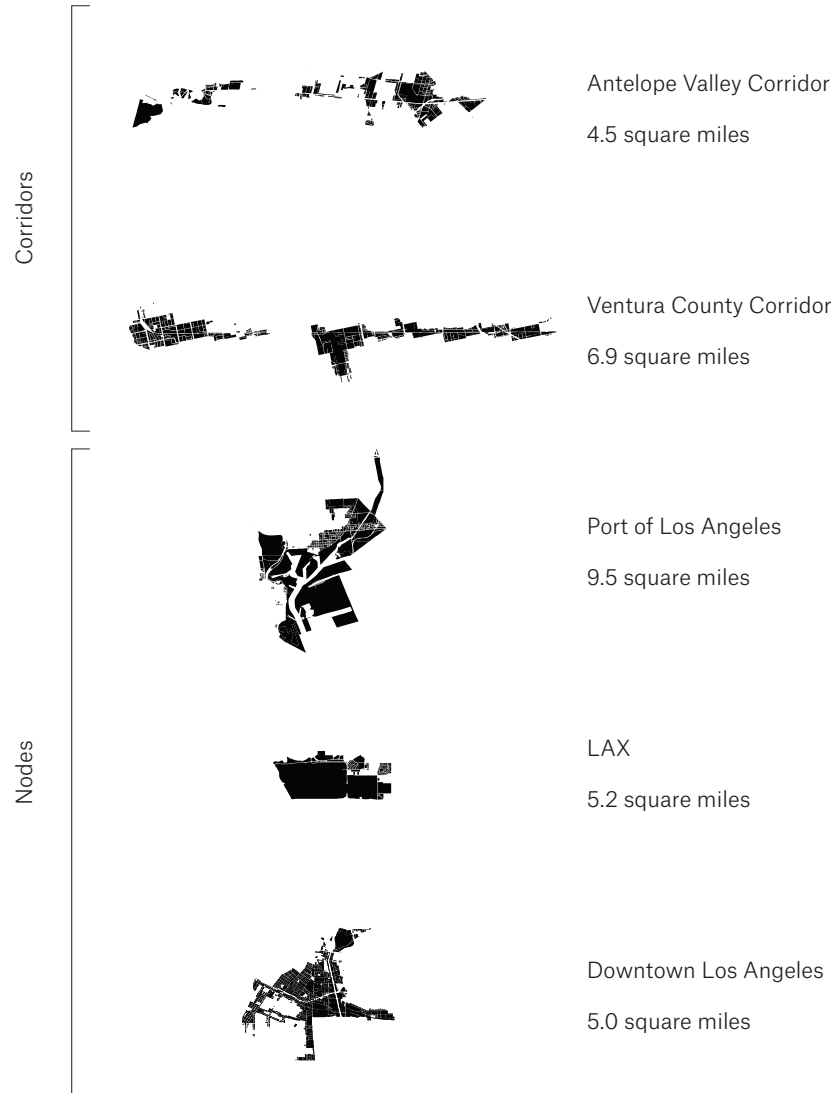 Corridors
Antelope Valley Corridor
4.5 square miles
Ventura County Corridor
6.9 square miles
Nodes
Port of Los Angeles
9.5 square miles
LAX
5.2 square miles
Downtown Los Angeles
5.0 square miles